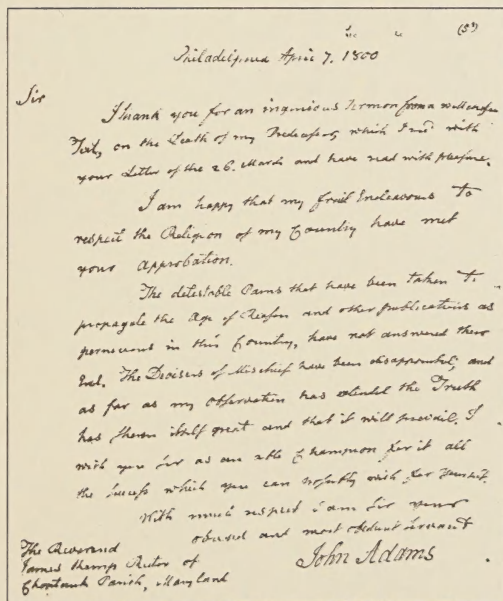 (5)
Philadelphia April 7. 1800
Sir
I thank you for an ingenious Sermon from a well chosen
Text, on the Death of my Predecessor, which I recd with
your Letter of the 26. March and have read with pleasure.
I am happy that my frail Endeavours to
respect the Religion of my Country have met
your Approbation.
The detestable Pains that have been taken to
propagate the Age of Reason and other publications as
pernicious in this Country, have not answered their
End. The Devisers of Mischief have been disappointed, and
as far as my observation has extended the Truth
has shewn itself great and that it will prevail. I
wish you Sir as an able Champion for it all
the success which you can possibly wish for yourself.
With much respect I am Sir your
obliged and most obedient Servant
John Adams
The Reverend
James Kemp Rector of
Choptank Parish, Maryland